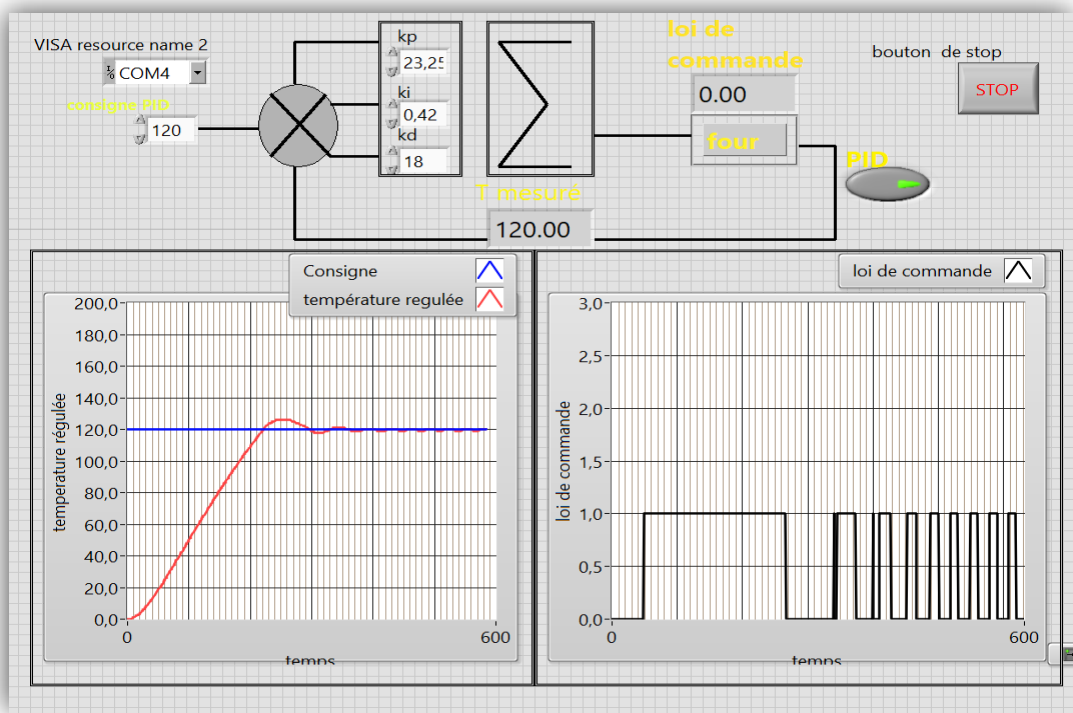 VISA resource name 2
COM4
consigne PID
120
kp
23,25
ki
0,42
kd
18
loi de
commande
0.00
four
bouton de stop
STOP
PID
T mesuré
120.00
Consigne
température regulée
200,0
180,0
160,0
140,0
120,0
100,0
80,0
60,0
40,0
20,0
0,0
temperature régulée
0
600
temps
loi de commande
3,0
2,5
2,0
1,5
1,0
0,5
0,0
loi de commande
0
600
temps